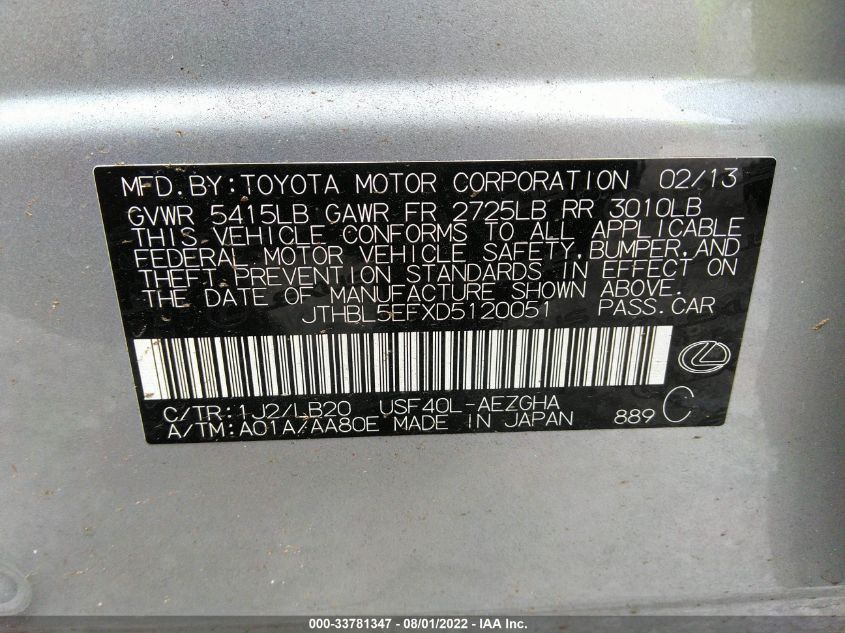 MFD. BY: TOYOTA MOTOR CORPORATION 02/13
GVWR 5415LB GAWR FR 2725LB RR 3010LB
THIS VEHICLE CONFORMS TO ALL APPLICABLE
FEDERAL MOTOR VEHICLE SAFETY, BUMPER, AND
THEFT PREVENTION STANDARDS IN EFFECT ON
THE DATE OF MANUFACTURE SHOWN ABOVE.
JTHBL5EFXD5120051 PASS. CAR
C/TR: 1J2/LB20 USF40L-AEZGHA
A/TM: A01A/AA80E MADE IN JAPAN 889 C
000-33781347 - 08/01/2022 - IAA Inc.